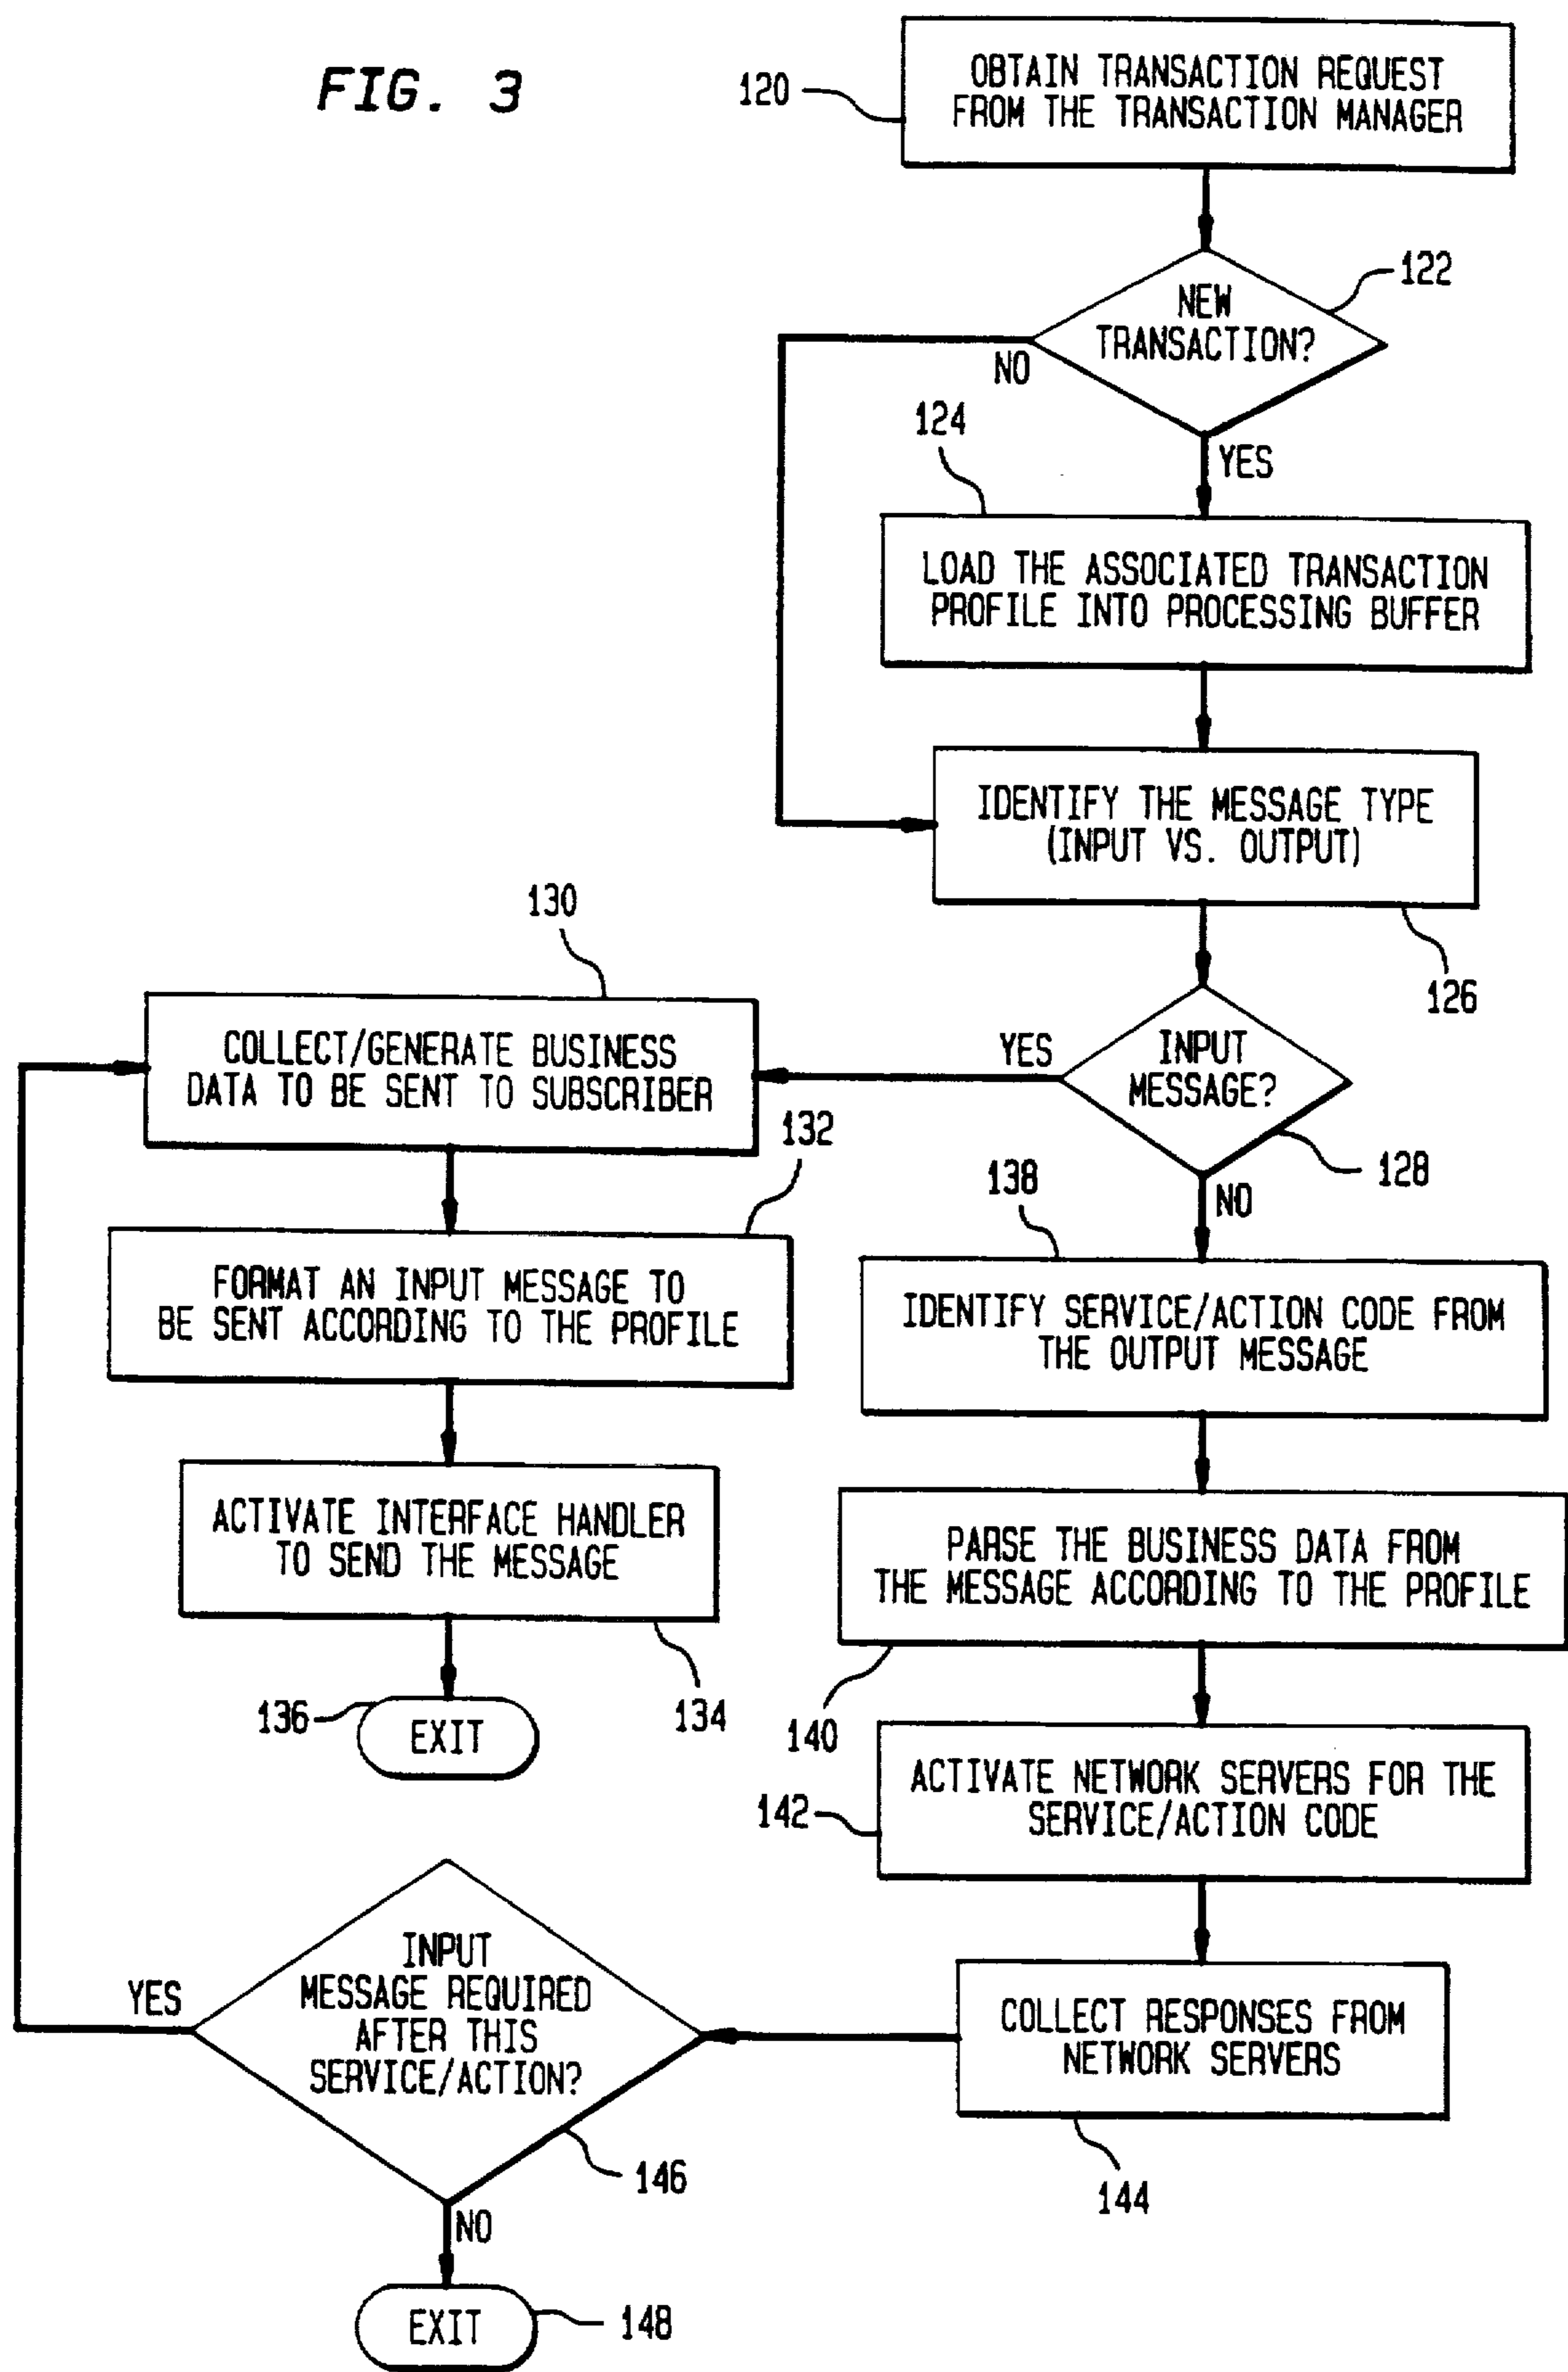 FIG. 3
120
OBTAIN TRANSACTION REQUEST
FROM THE TRANSACTION MANAGER
122
NEW
TRANSACTION?
NO
YES
124
LOAD THE ASSOCIATED TRANSACTION
PROFILE INTO PROCESSING BUFFER
IDENTIFY THE MESSAGE TYPE
(INPUT VS. OUTPUT)
126
INPUT
MESSAGE?
YES
128
NO
130
COLLECT/GENERATE BUSINESS
DATA TO BE SENT TO SUBSCRIBER
132
FORMAT AN INPUT MESSAGE TO
BE SENT ACCORDING TO THE PROFILE
ACTIVATE INTERFACE HANDLER
TO SEND THE MESSAGE
134
136
EXIT
138
IDENTIFY SERVICE/ACTION CODE FROM
THE OUTPUT MESSAGE
PARSE THE BUSINESS DATA FROM
THE MESSAGE ACCORDING TO THE PROFILE
140
ACTIVATE NETWORK SERVERS FOR THE
SERVICE/ACTION CODE
142
COLLECT RESPONSES FROM
NETWORK SERVERS
144
INPUT
MESSAGE REQUIRED
AFTER THIS
SERVICE/ACTION?
YES
146
NO
EXIT
148